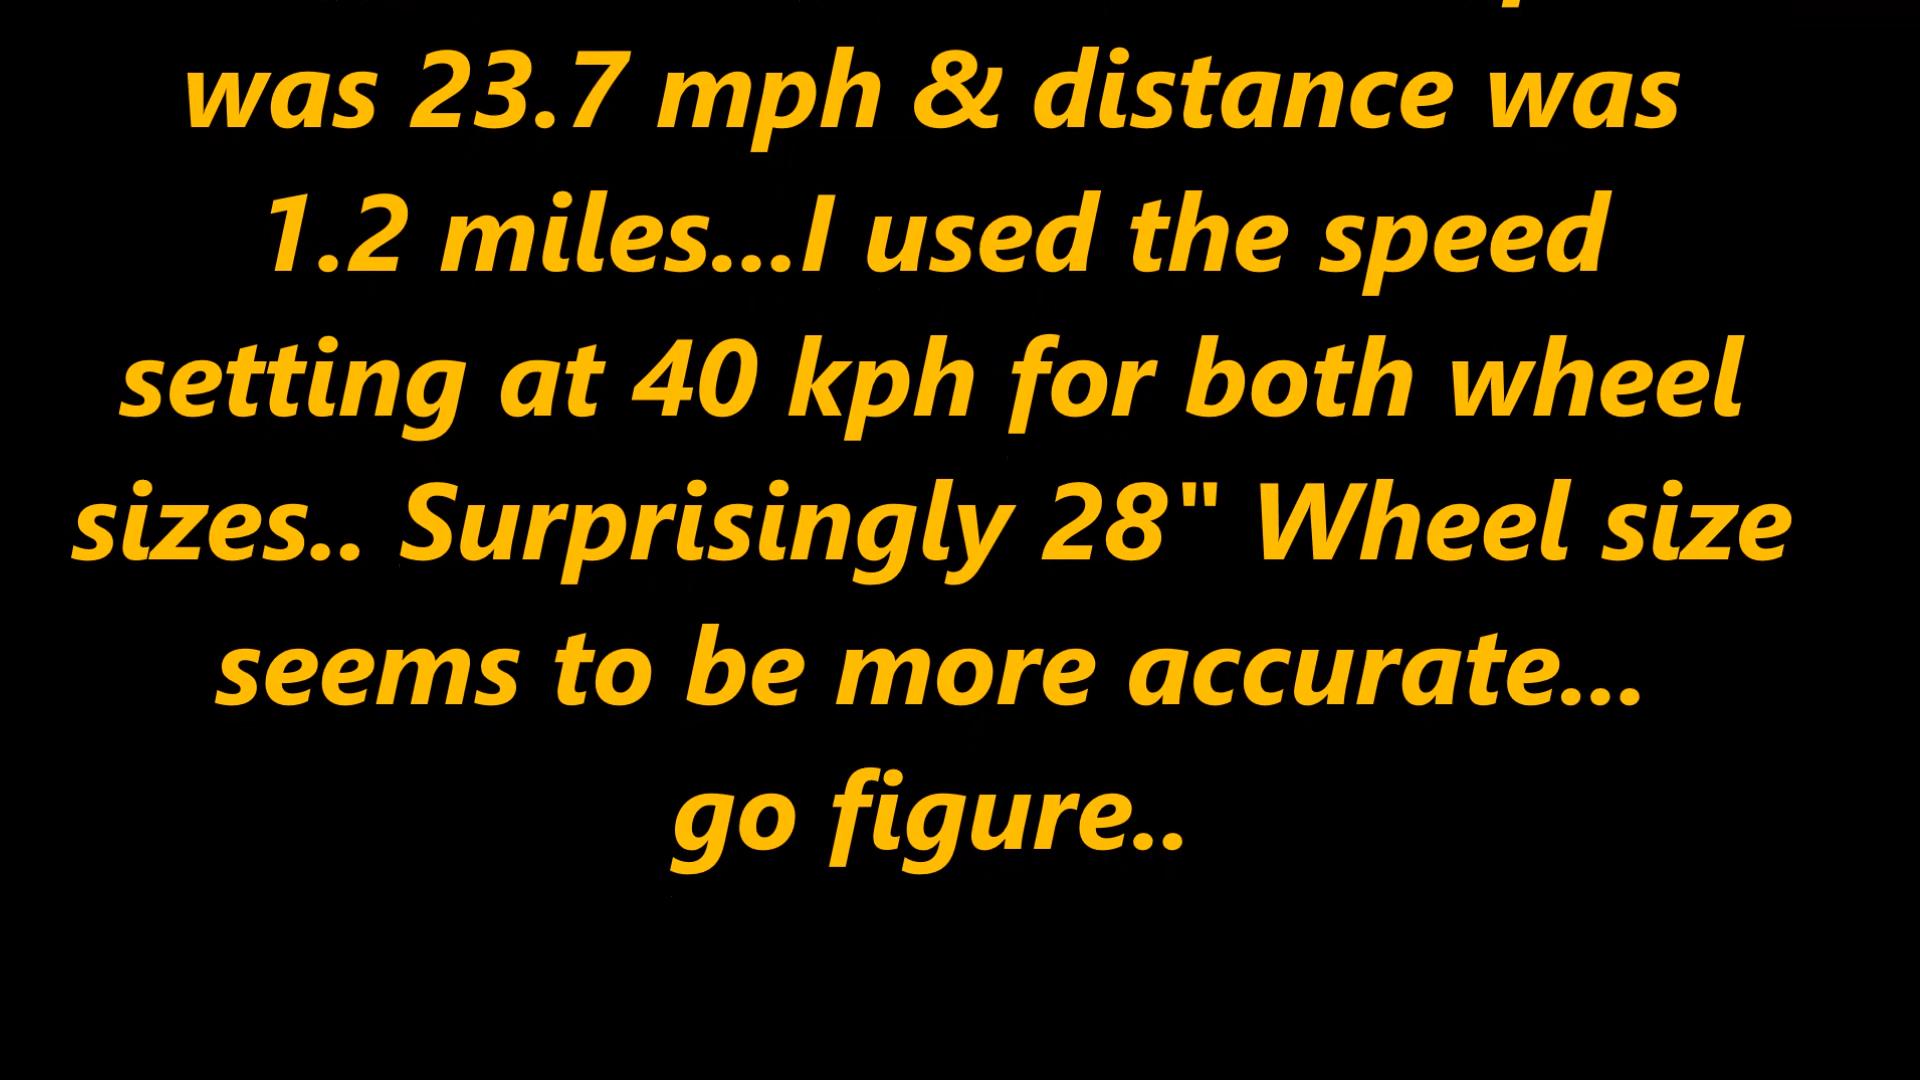 was 23.7 mph & distance was
1.2 miles...I used the speed
setting at 40 kph for both wheel
sizes.. Surprisingly 28" Wheel size
seems to be more accurate...
go figure..